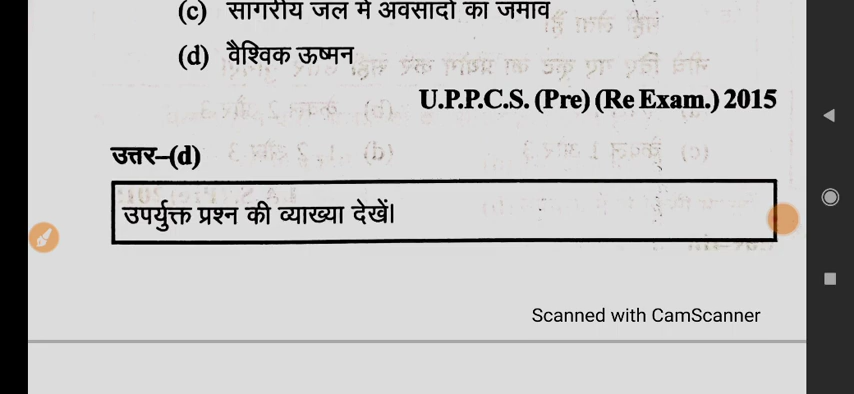 (c) सागरीय जल में अवसादों का जमाव
(d) वैश्विक ऊष्मन
U.P.P.C.S. (Pre) (Re Exam.) 2015
उत्तर–(d)
उपर्युक्त प्रश्न की व्याख्या देखें।
Scanned with CamScanner